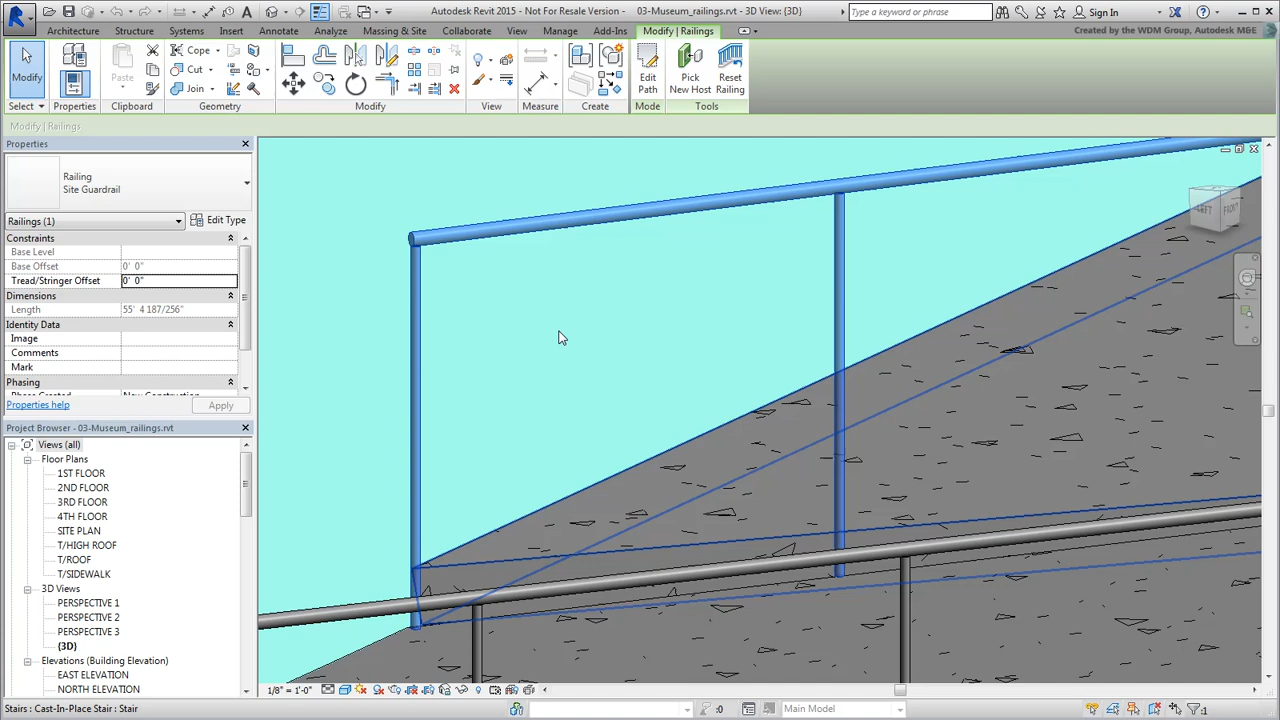 Autodesk Revit 2015 - Not For Resale Version - 03-Museum_railings.rvt - 3D View: {3D}
Type a keyword or phrase
Sign In
Architecture Structure Systems Insert Annotate Analyze Massing & Site Collaborate View Manage Add-Ins Modify | Railings
Created by the WDM Group, Autodesk M&E
Modify
Paste
Cope
Cut
Join
Edit Path
Pick New Host
Reset Railing
Select Properties Clipboard Geometry Modify View Measure Create Mode Tools
Modify | Railings
Properties
Railing
Site Guardrail
Railings (1) Edit Type
Constraints
Base Level
Base Offset 0' 0"
Tread/Stringer Offset 0' 0"
Dimensions
Length 55' 4 187/256"
Identity Data
Image
Comments
Mark
Phasing
Phase Created New Construction
Properties help Apply
Project Browser - 03-Museum_railings.rvt
Views (all)
Floor Plans
1ST FLOOR
2ND FLOOR
3RD FLOOR
4TH FLOOR
SITE PLAN
T/HIGH ROOF
T/ROOF
T/SIDEWALK
3D Views
PERSPECTIVE 1
PERSPECTIVE 2
PERSPECTIVE 3
{3D}
Elevations (Building Elevation)
EAST ELEVATION
NORTH ELEVATION
LEFT FRONT
1/8" = 1'-0"
Stairs : Cast-In-Place Stair : Stair
:0
Main Model
:1